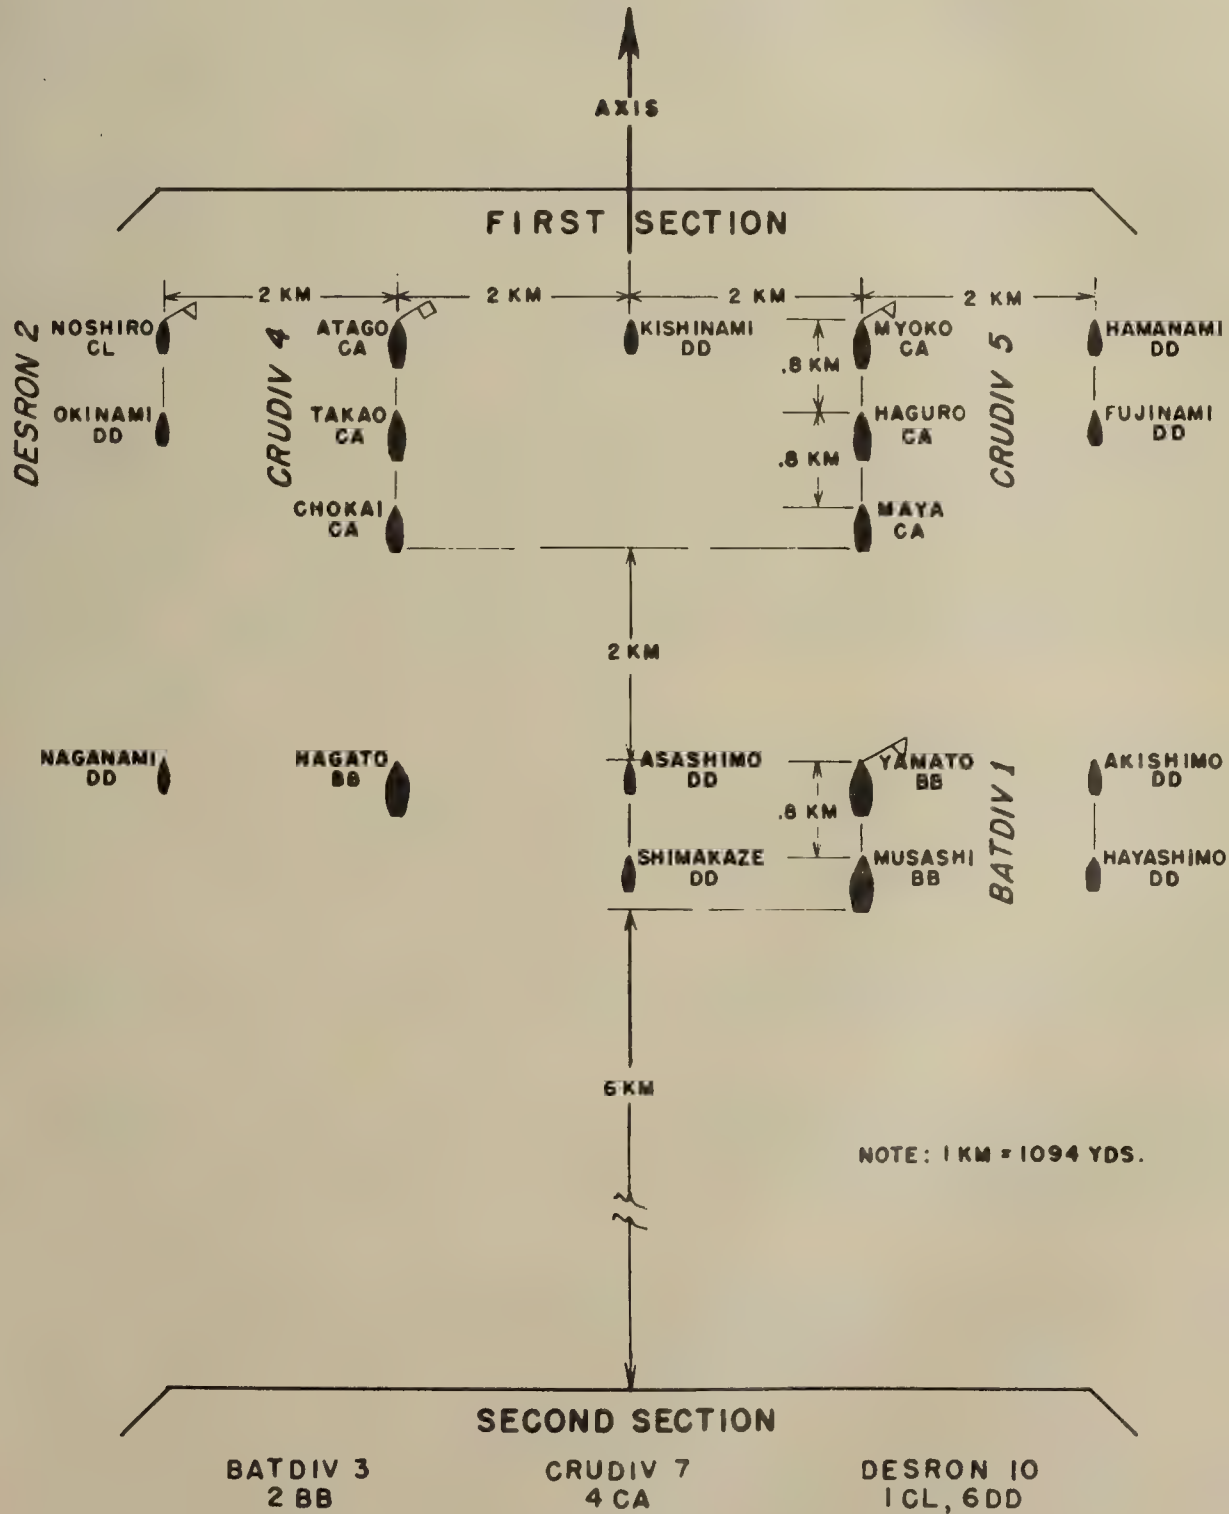 AXIS
FIRST SECTION
2 KM 2 KM 2 KM 2 KM
DESRON 2
NOSHIRO
CL
CRUDIV 4
ATAGO
CA
KISHINAMI
DD
MYOKO
CA
CRUDIV 5
HAMANAMI
DD
.8 KM
OKINAMI
DD
TAKAO
CA
HAGURO
CA
FUJINAMI
DD
.8 KM
CHOKAI
CA
MAYA
CA
2 KM
NAGANAMI
DD
NAGATO
BB
ASASHIMO
DD
YAMATO
BB
BATDIV 1
AKISHIMO
DD
.8 KM
SHIMAKAZE
DD
MUSASHI
BB
HAYASHIMO
DD
6 KM
NOTE: 1 KM = 1094 YDS.
SECOND SECTION
BATDIV 3
2 BB
CRUDIV 7
4 CA
DESRON 10
1 CL, 6 DD